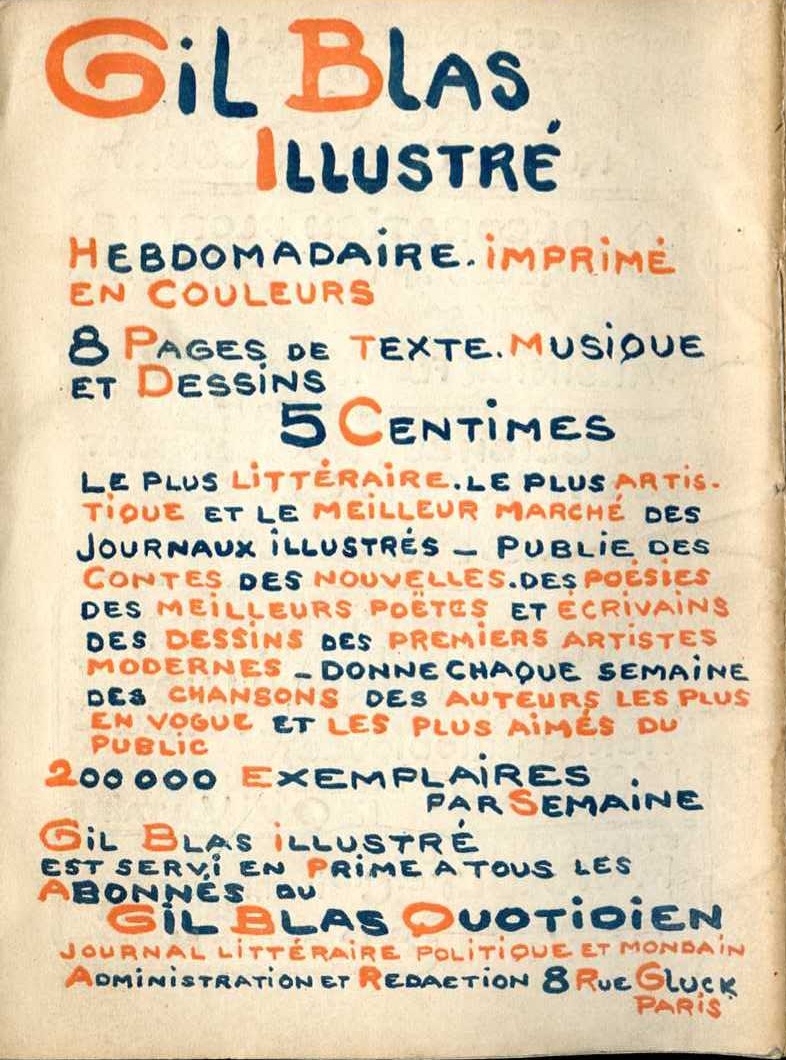 GiL BLAS
ILLUSTRÉ
HEBDOMADAiRE. iMPRiMÉ
EN COULEURS
8 PAGES DE TEXTE. MUSiQUE
ET DESSiNS
5 CENTiMES
LE PLUS LiTTÉRAiRE. LE PLUS ARTiS-
TiQUE ET LE MEiLLEUR MARCHÉ DES
JOURNAUX iLLUSTRÉS _ PUBLiE DES
CONTES DES NOUVELLES. DES POÉSiES
DES MEiLLEURS POËTES ET ÉCRiVAiNS
DES DESSiNS DES PREMiERS ARTiSTES
MODERNES _ DONNE CHAQUE SEMAiNE
DES CHANSONS DES AUTEURS LES PLUS
EN VOGUE ET LES PLUS AiMÉS DU
PUBLiC
200 000 EXEMPLAiRES
PAR SEMAiNE
GiL BLAS iLLUSTRÉ
EST SERVi EN PRiME A TOUS LES
ABONNÉS DU
GiL BLAS QUOTiDiEN
JOURNAL LiTTÉRAiRE POLiTiQUE ET MONDAiN
ADMiNiSTRATiON ET REDACTiON 8 RUE GLUCK
PARiS